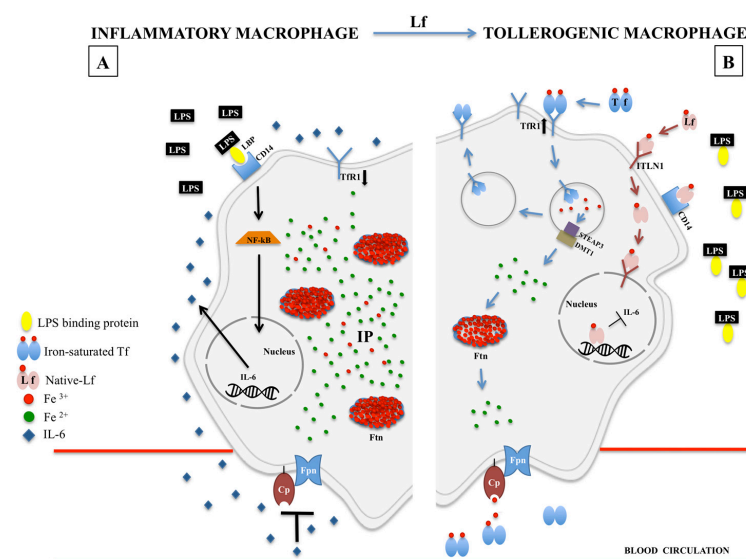 INFLAMMATORY MACROPHAGE
Lf
TOLLEROGENIC MACROPHAGE
A
B
LPS
LPS
LPS
LPS
LPS
LBP
CD14
TfR1
NF-kB
IP
Nucleus
IL-6
Ftn
Fpn
Cp
LPS binding protein
Iron-saturated Tf
L f
Native-Lf
Fe 3+
Fe 2+
IL-6
TfR1
T f
Lf
ITLN1
CD14
STEAP3
DMT1
Nucleus
IL-6
Ftn
Fpn
Cp
LPS
LPS
LPS
LPS
LPS
BLOOD CIRCULATION